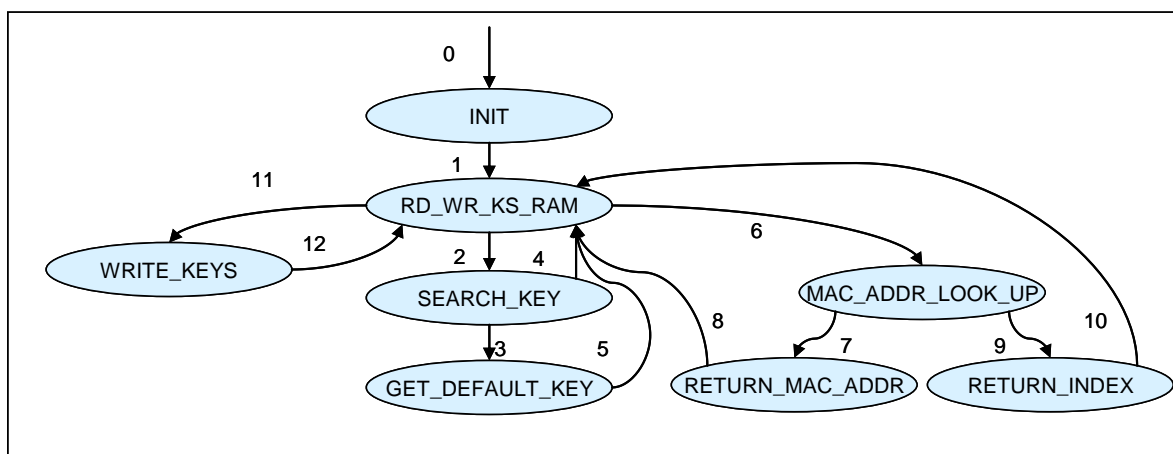 0
INIT
1
11
RD_WR_KS_RAM
6
12
WRITE_KEYS
2
4
SEARCH_KEY
MAC_ADDR_LOOK_UP
8
10
3
5
7
9
GET_DEFAULT_KEY
RETURN_MAC_ADDR
RETURN_INDEX